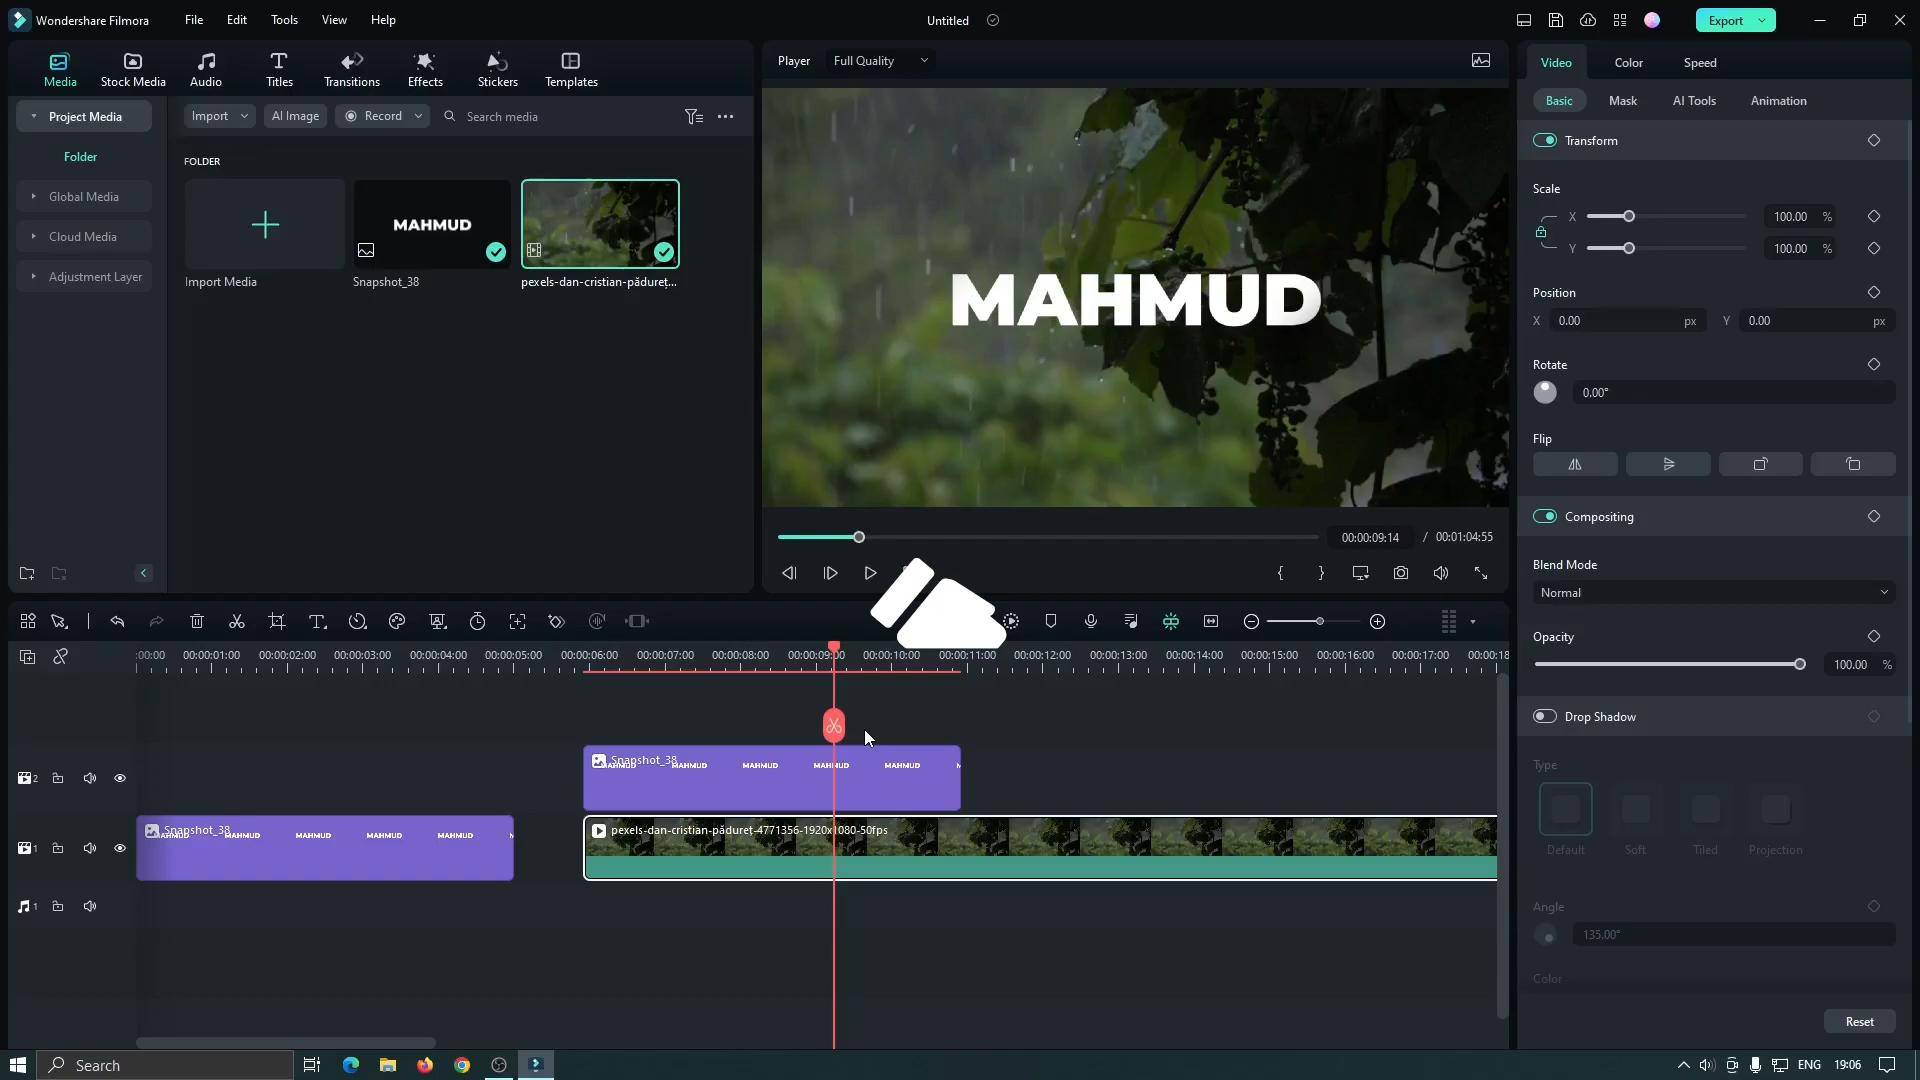 Wondershare Filmora File Edit Tools View Help Untitled Export
Media Stock Media Audio Titles Transitions Effects Stickers Templates
Player Full Quality
Video Color Speed
Project Media
Folder
Global Media
Cloud Media
Adjustment Layer
Import AI Image Record Search media
FOLDER
MAHMUD
Import Media Snapshot_38 pexels-dan-cristian-pădureț...
MAHMUD
00:00:09:14 / 00:01:04:55
Basic Mask AI Tools Animation
Transform
Scale
X 100.00 %
Y 100.00 %
Position
X 0.00 px Y 0.00 px
Rotate
0.00°
Flip
Compositing
Blend Mode
Normal
Opacity
100.00 %
Drop Shadow
Type
Default Soft Tiled Projection
Angle
135.00°
Color
Reset
:00:00 00:00:01:00 00:00:02:00 00:00:03:00 00:00:04:00 00:00:05:00 00:00:06:00 00:00:07:00 00:00:08:00 00:00:09:00 00:00:10:00 00:00:11:00 00:00:12:00 00:00:13:00 00:00:14:00 00:00:15:00 00:00:16:00 00:00:17:00 00:00:18
2
Snapshot_38
MAHMUD MAHMUD MAHMUD MAHMUD MAHMUD
1
Snapshot_38
MAHMUD MAHMUD MAHMUD MAHMUD MAHMUD
pexels-dan-cristian-pădureț-4771356-1920x1080-50fps
1
Search
ENG 19:06